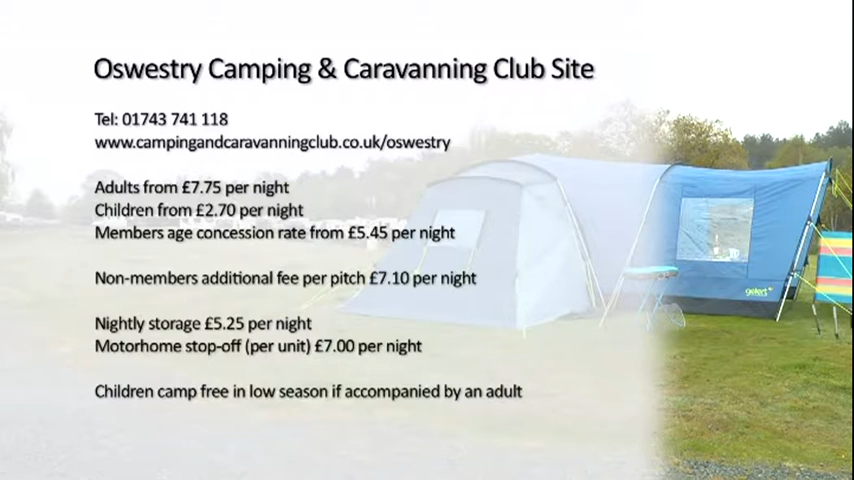 Oswestry Camping & Caravanning Club Site
Tel: 01743 741 118
www.campingandcaravanningclub.co.uk/oswestry
Adults from £7.75 per night
Children from £2.70 per night
Members age concession rate from £5.45 per night
Non-members additional fee per pitch £7.10 per night
Nightly storage £5.25 per night
Motorhome stop-off (per unit) £7.00 per night
Children camp free in low season if accompanied by an adult
gelert